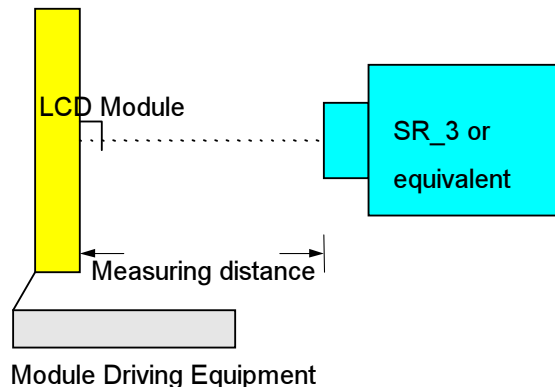 LCD Module
SR_3 or
equivalent
Measuring distance
Module Driving Equipment